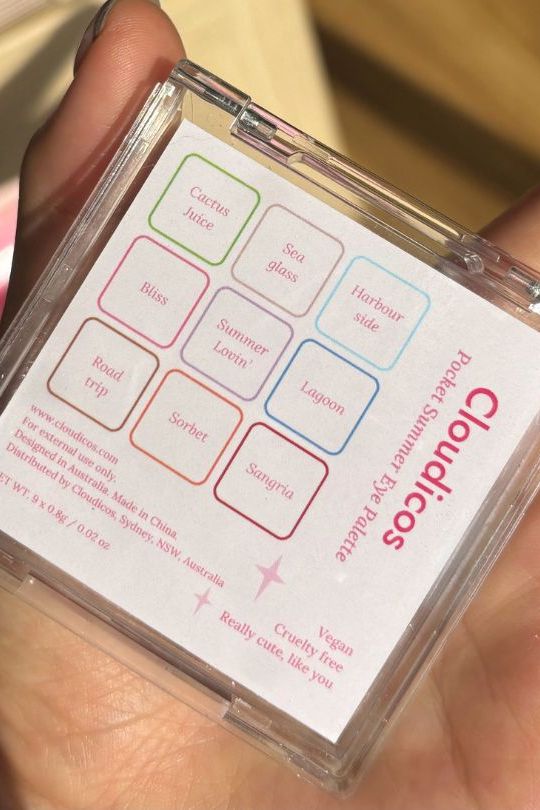 Cactus
Juice
Sea
glass
Harbour
side
Bliss
Summer
Lovin'
Lagoon
Road
trip
Sorbet
Sangria
Cloudicos
Pocket Summer Eye Palette
www.cloudicos.com
For external use only.
Designed in Australia. Made in China.
Distributed by Cloudicos, Sydney, NSW, Australia
ET WT. 9 x 0.8g / 0.02 oz
Vegan
Cruelty free
Really cute, like you